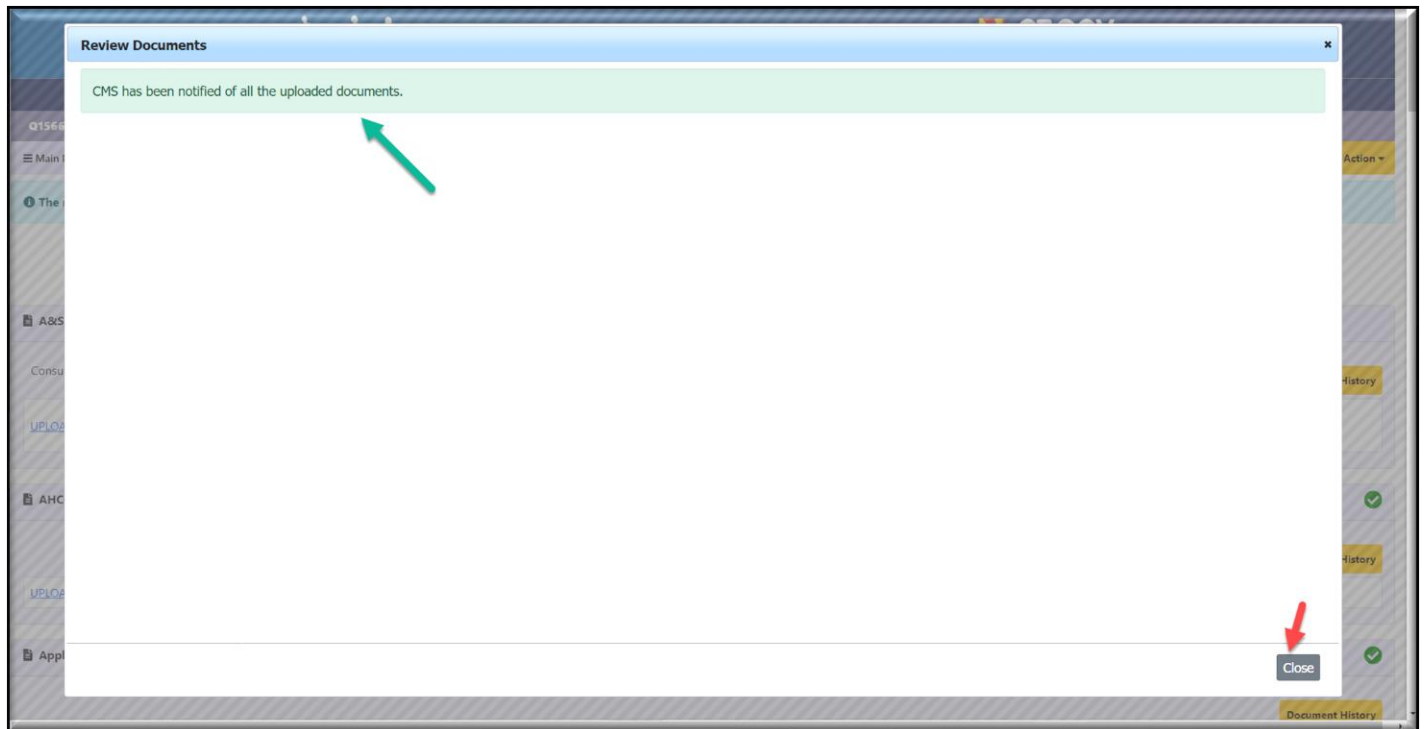 Review Documents
×
CMS has been notified of all the uploaded documents.
Q1566
Main
Action
The
A&S
Consu
History
UPLOA
AHC
History
UPLOA
Appl
Close
Document History